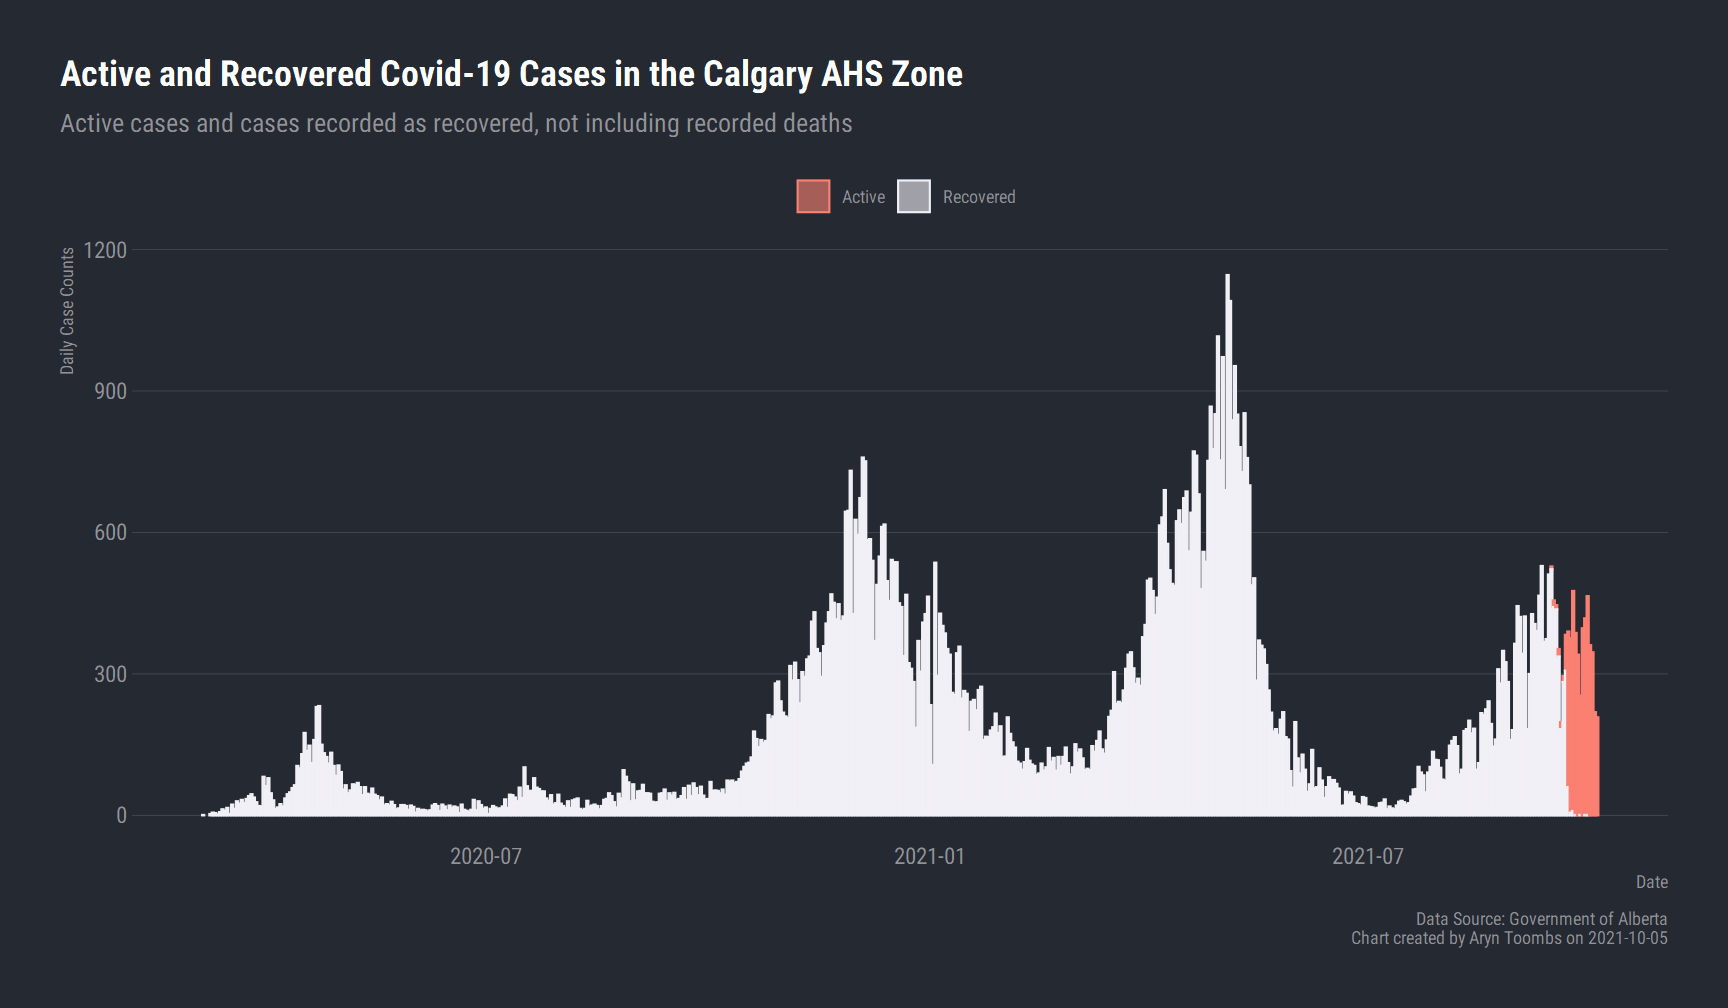 Active and Recovered Covid-19 Cases in the Calgary AHS Zone
Active cases and cases recorded as recovered, not including recorded deaths
Active
Recovered
Daily Case Counts
1200
900
600
300
0
2020-07
2021-01
2021-07
Date
Data Source: Government of Alberta
Chart created by Aryn Toombs on 2021-10-05